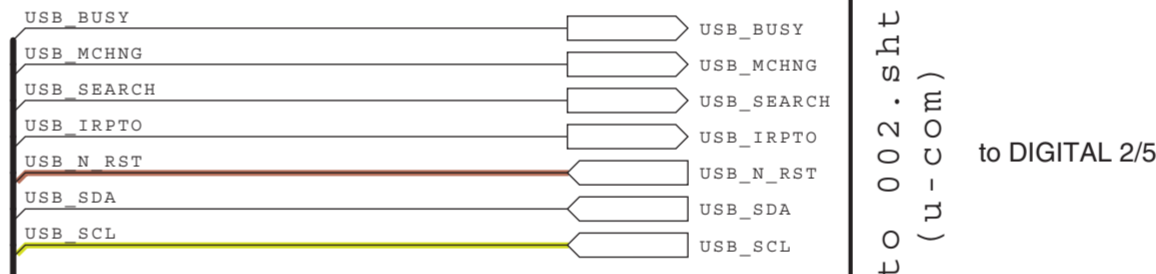 USB_BUSY USB_BUSY
USB_MCHNG USB_MCHNG
USB_SEARCH USB_SEARCH
USB_IRPTO USB_IRPTO
USB_N_RST USB_N_RST
USB_SDA USB_SDA
USB_SCL USB_SCL
to 002.sht
(u-com)
to DIGITAL 2/5